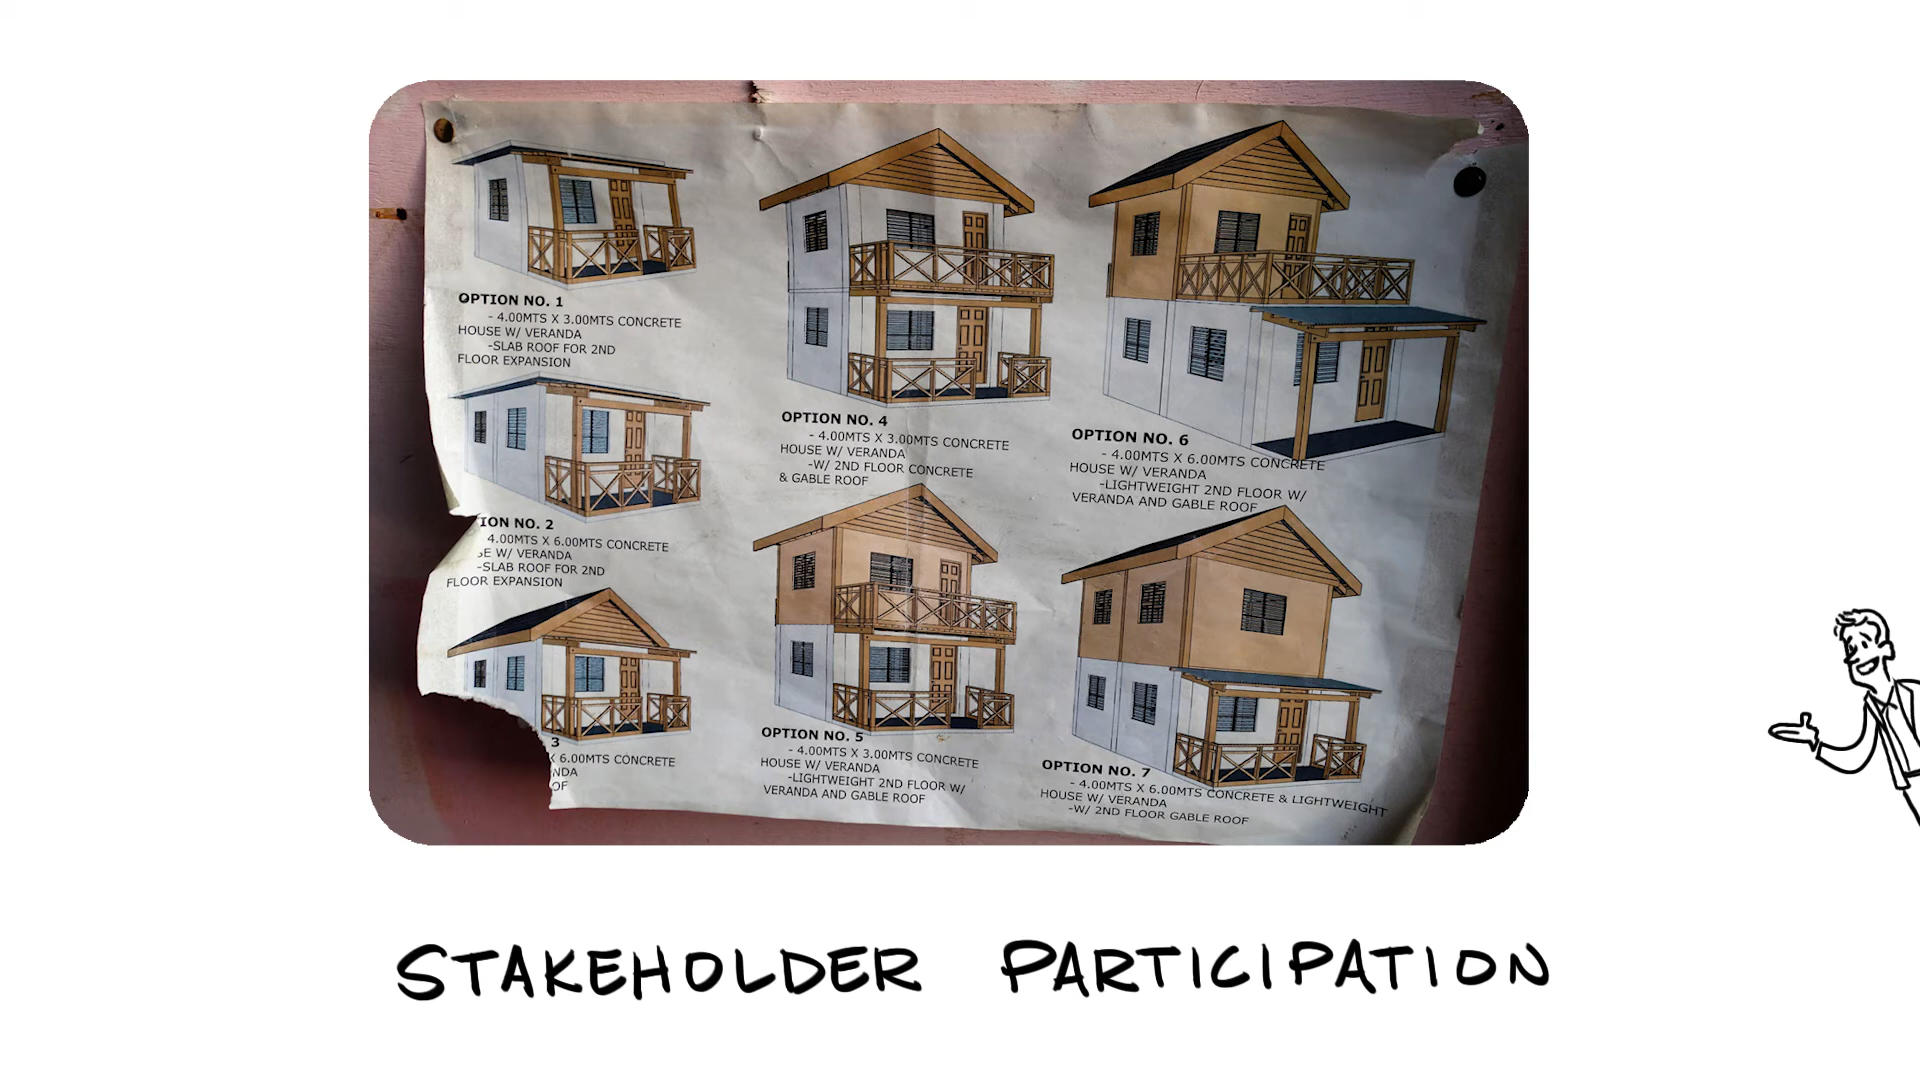 OPTION NO. 1
- 4.00MTS X 3.00MTS CONCRETE
HOUSE W/ VERANDA
-SLAB ROOF FOR 2ND
FLOOR EXPANSION
ION NO. 2
4.00MTS X 6.00MTS CONCRETE
SE W/ VERANDA
-SLAB ROOF FOR 2ND
FLOOR EXPANSION
3
X 6.00MTS CONCRETE
NDA
OF
OPTION NO. 4
- 4.00MTS X 3.00MTS CONCRETE
HOUSE W/ VERANDA
-W/ 2ND FLOOR CONCRETE
& GABLE ROOF
OPTION NO. 5
- 4.00MTS X 3.00MTS CONCRETE
HOUSE W/ VERANDA
-LIGHTWEIGHT 2ND FLOOR W/
VERANDA AND GABLE ROOF
OPTION NO. 6
- 4.00MTS X 6.00MTS CONCRETE
HOUSE W/ VERANDA
-LIGHTWEIGHT 2ND FLOOR W/
VERANDA AND GABLE ROOF
OPTION NO. 7
- 4.00MTS X 6.00MTS CONCRETE & LIGHTWEIGHT
HOUSE W/ VERANDA
-W/ 2ND FLOOR GABLE ROOF
STAKEHOLDER PARTICIPATION